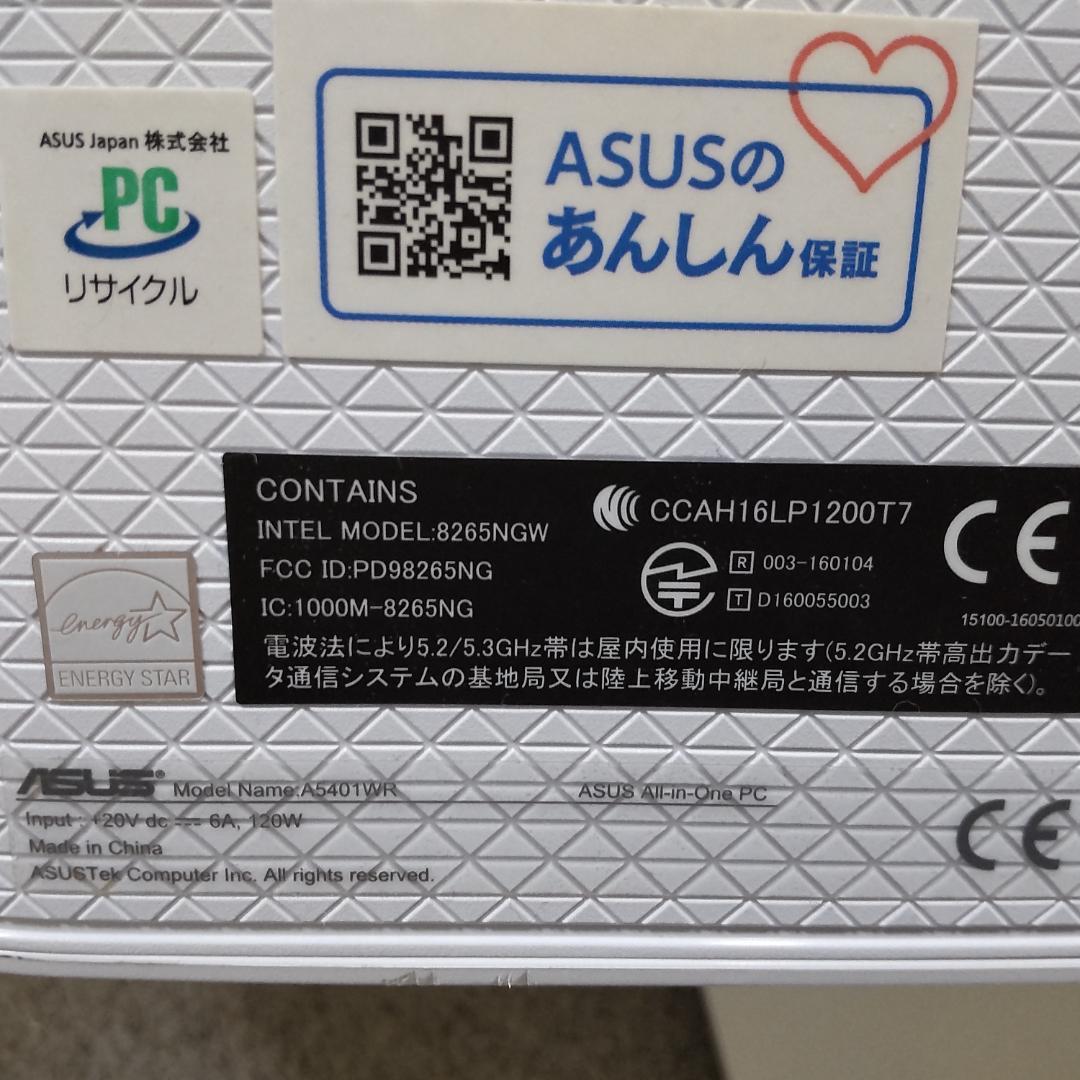 ASUS Japan 株式会社
PC
リサイクル
ASUSの
あんしん保証
CONTAINS
INTEL MODEL:8265NGW
FCC ID:PD98265NG
IC:1000M-8265NG
CCAH16LP1200T7
R 003-160104
T D160055003
CE
15100-16050100
電波法により5.2/5.3GHz帯は屋内使用に限ります(5.2GHz帯高出力デー
タ通信システムの基地局又は陸上移動中継局と通信する場合を除く)。
energy
ENERGY STAR
ASUS® Model Name:A5401WR ASUS All-in-One PC
Input : +20V dc ⎓ 6A, 120W
Made in China
ASUSTek Computer Inc. All rights reserved.
CE